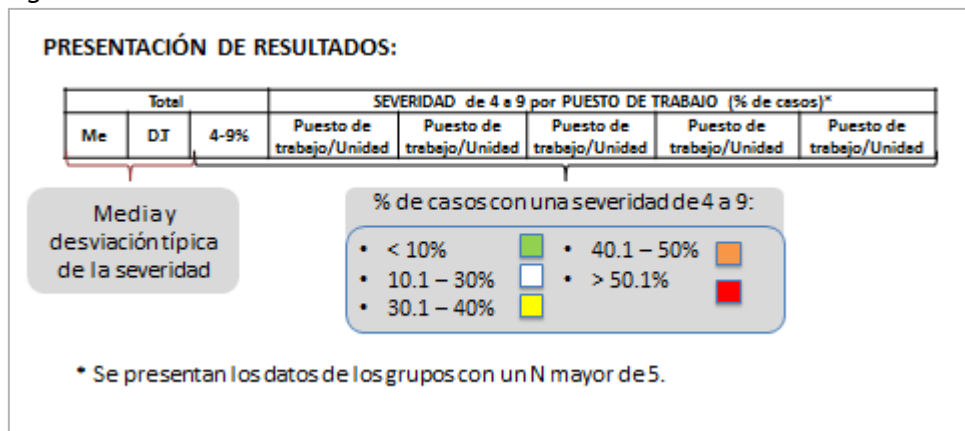 PRESENTACIÓN DE RESULTADOS:
Total SEVERIDAD de 4 a 9 por PUESTO DE TRABAJO (% de casos)*
Me D.T 4-9% Puesto de trabajo/Unidad Puesto de trabajo/Unidad Puesto de trabajo/Unidad Puesto de trabajo/Unidad Puesto de trabajo/Unidad
Media y
desviación típica
de la severidad
% de casos con una severidad de 4 a 9:
• < 10%
• 10.1 – 30%
• 30.1 – 40%
• 40.1 – 50%
• > 50.1%
* Se presentan los datos de los grupos con un N mayor de 5.